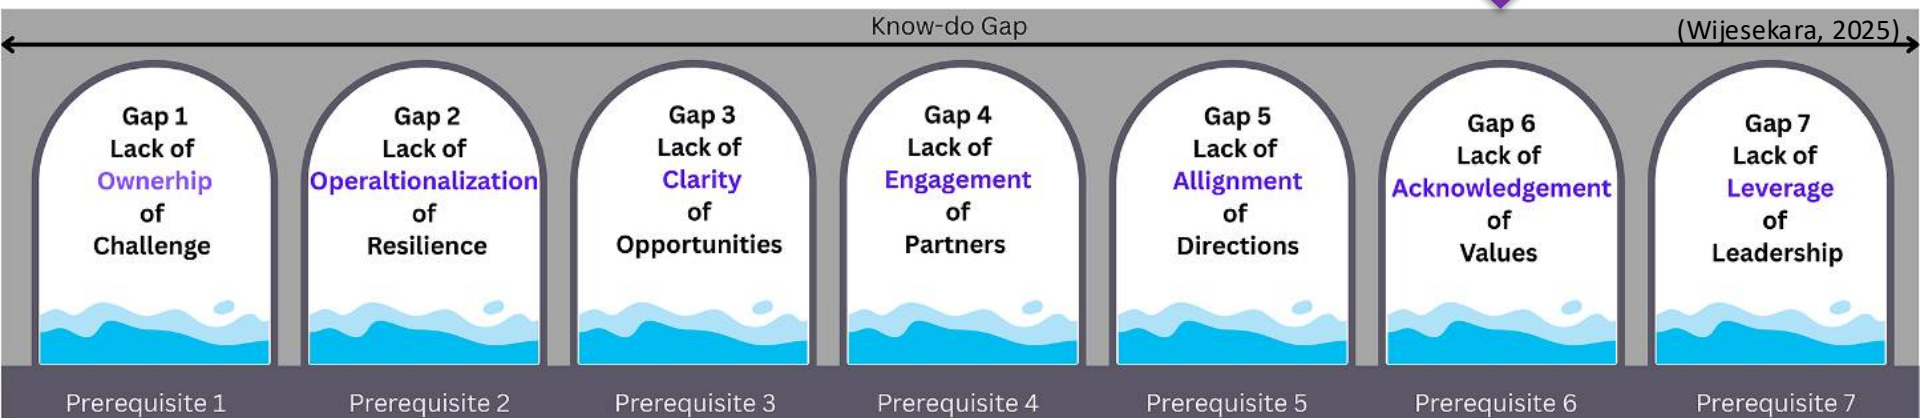 Know-do Gap
(Wijesekara, 2025)
Gap 1
Lack of
Ownerhip
of
Challenge
Gap 2
Lack of
Operaltionalization
of
Resilience
Gap 3
Lack of
Clarity
of
Opportunities
Gap 4
Lack of
Engagement
of
Partners
Gap 5
Lack of
Allignment
of
Directions
Gap 6
Lack of
Acknowledgement
of
Values
Gap 7
Lack of
Leverage
of
Leadership
Prerequisite 1
Prerequisite 2
Prerequisite 3
Prerequisite 4
Prerequisite 5
Prerequisite 6
Prerequisite 7